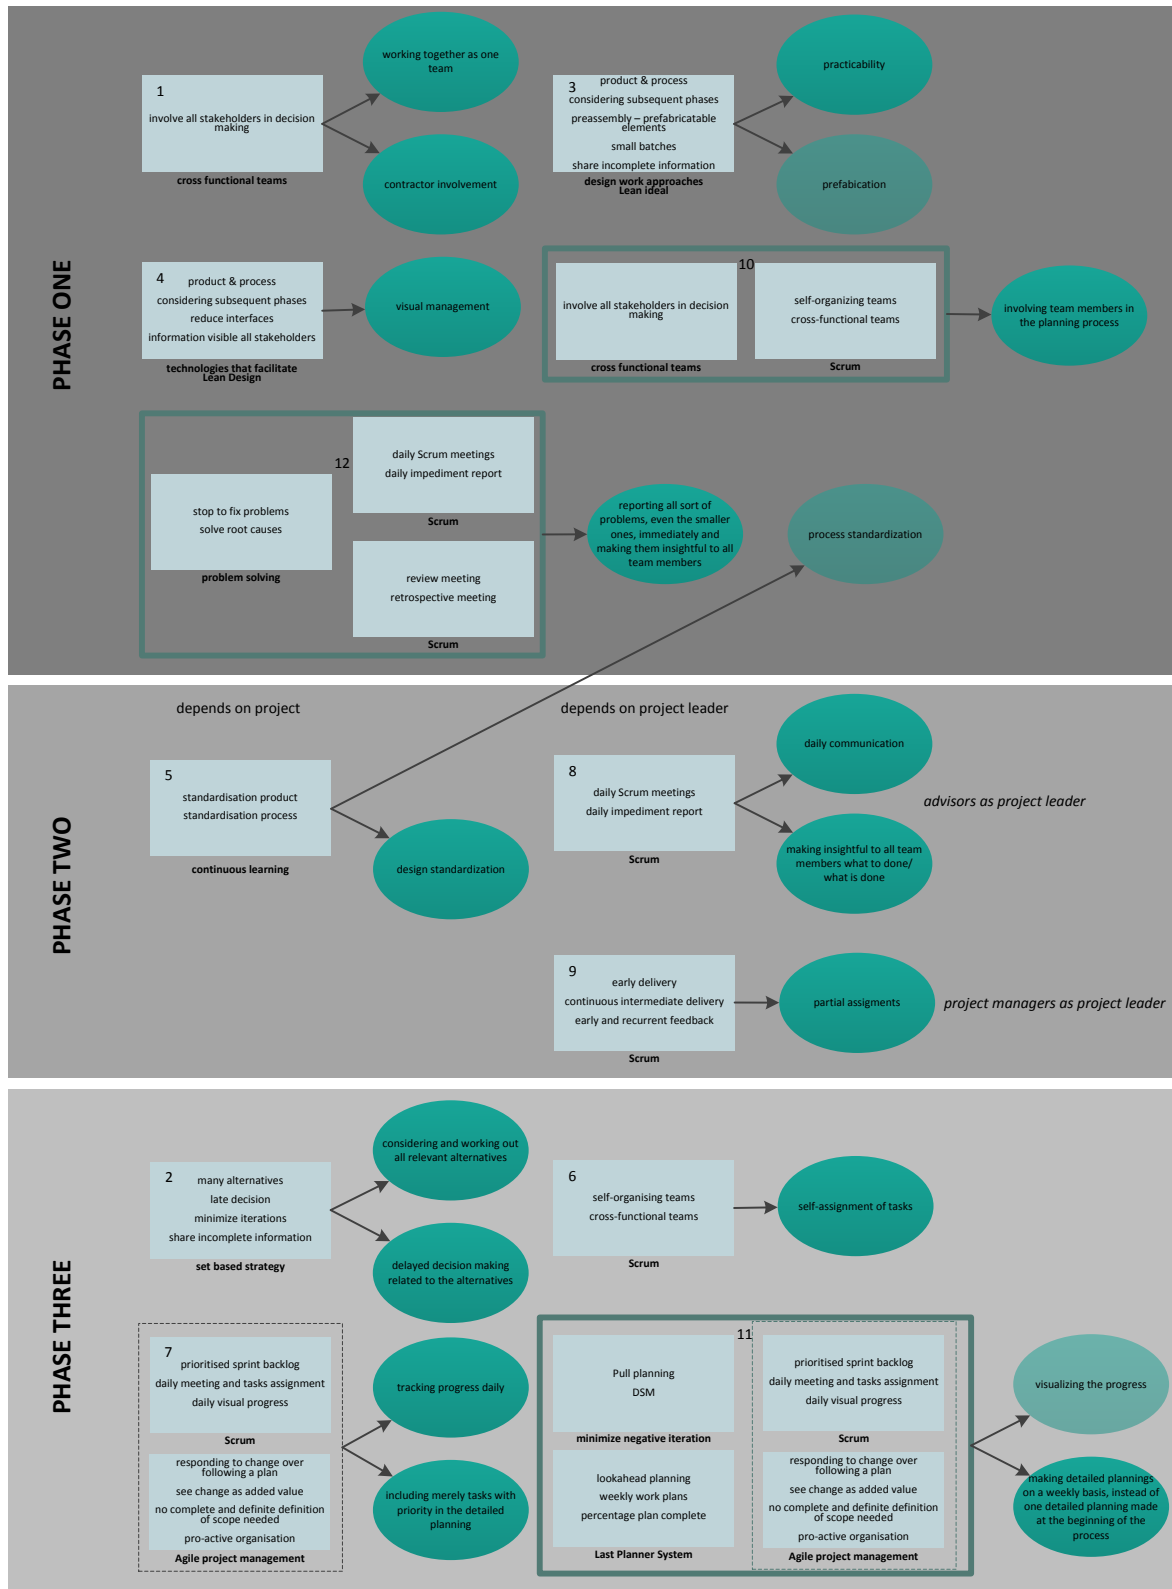 PHASE ONE
1
involve all stakeholders in decision
making
cross functional teams
working together as one
team
contractor involvement
3
product & process
considering subsequent phases
preassembly – prefabricatable
elements
small batches
share incomplete information
design work approaches
Lean ideal
practicability
prefabication
4
product & process
considering subsequent phases
reduce interfaces
information visible all stakeholders
technologies that facilitate
Lean Design
visual management
10
involve all stakeholders in decision
making
cross functional teams
self-organizing teams
cross-functional teams
Scrum
involving team members in
the planning process
12
stop to fix problems
solve root causes
problem solving
daily Scrum meetings
daily impediment report
Scrum
review meeting
retrospective meeting
Scrum
reporting all sort of
problems, even the smaller
ones, immediately and
making them insightful to all
team members
process standardization
PHASE TWO
depends on project
5
standardisation product
standardisation process
continuous learning
design standardization
depends on project leader
8
daily Scrum meetings
daily impediment report
Scrum
daily communication
making insightful to all team
members what to done/
what is done
advisors as project leader
9
early delivery
continuous intermediate delivery
early and recurrent feedback
Scrum
partial assigments
project managers as project leader
PHASE THREE
2
many alternatives
late decision
minimize iterations
share incomplete information
set based strategy
considering and working out
all relevant alternatives
delayed decision making
related to the alternatives
6
self-organising teams
cross-functional teams
Scrum
self-assignment of tasks
7
prioritised sprint backlog
daily meeting and tasks assignment
daily visual progress
Scrum
responding to change over
following a plan
see change as added value
no complete and definite definition
of scope needed
pro-active organisation
Agile project management
tracking progress daily
including merely tasks with
priority in the detailed
planning
11
Pull planning
DSM
minimize negative iteration
lookahead planning
weekly work plans
percentage plan complete
Last Planner System
prioritised sprint backlog
daily meeting and tasks assignment
daily visual progress
Scrum
responding to change over
following a plan
see change as added value
no complete and definite definition
of scope needed
pro-active organisation
Agile project management
visualizing the progress
making detailed plannings
on a weekly basis, instead of
one detailed planning made
at the beginning of the
process